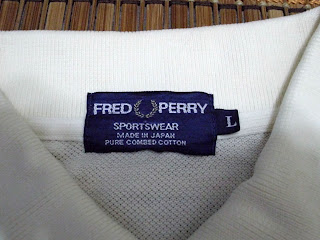 FRED PERRY
SPORTSWEAR
MADE IN JAPAN
PURE COMBED COTTON
L